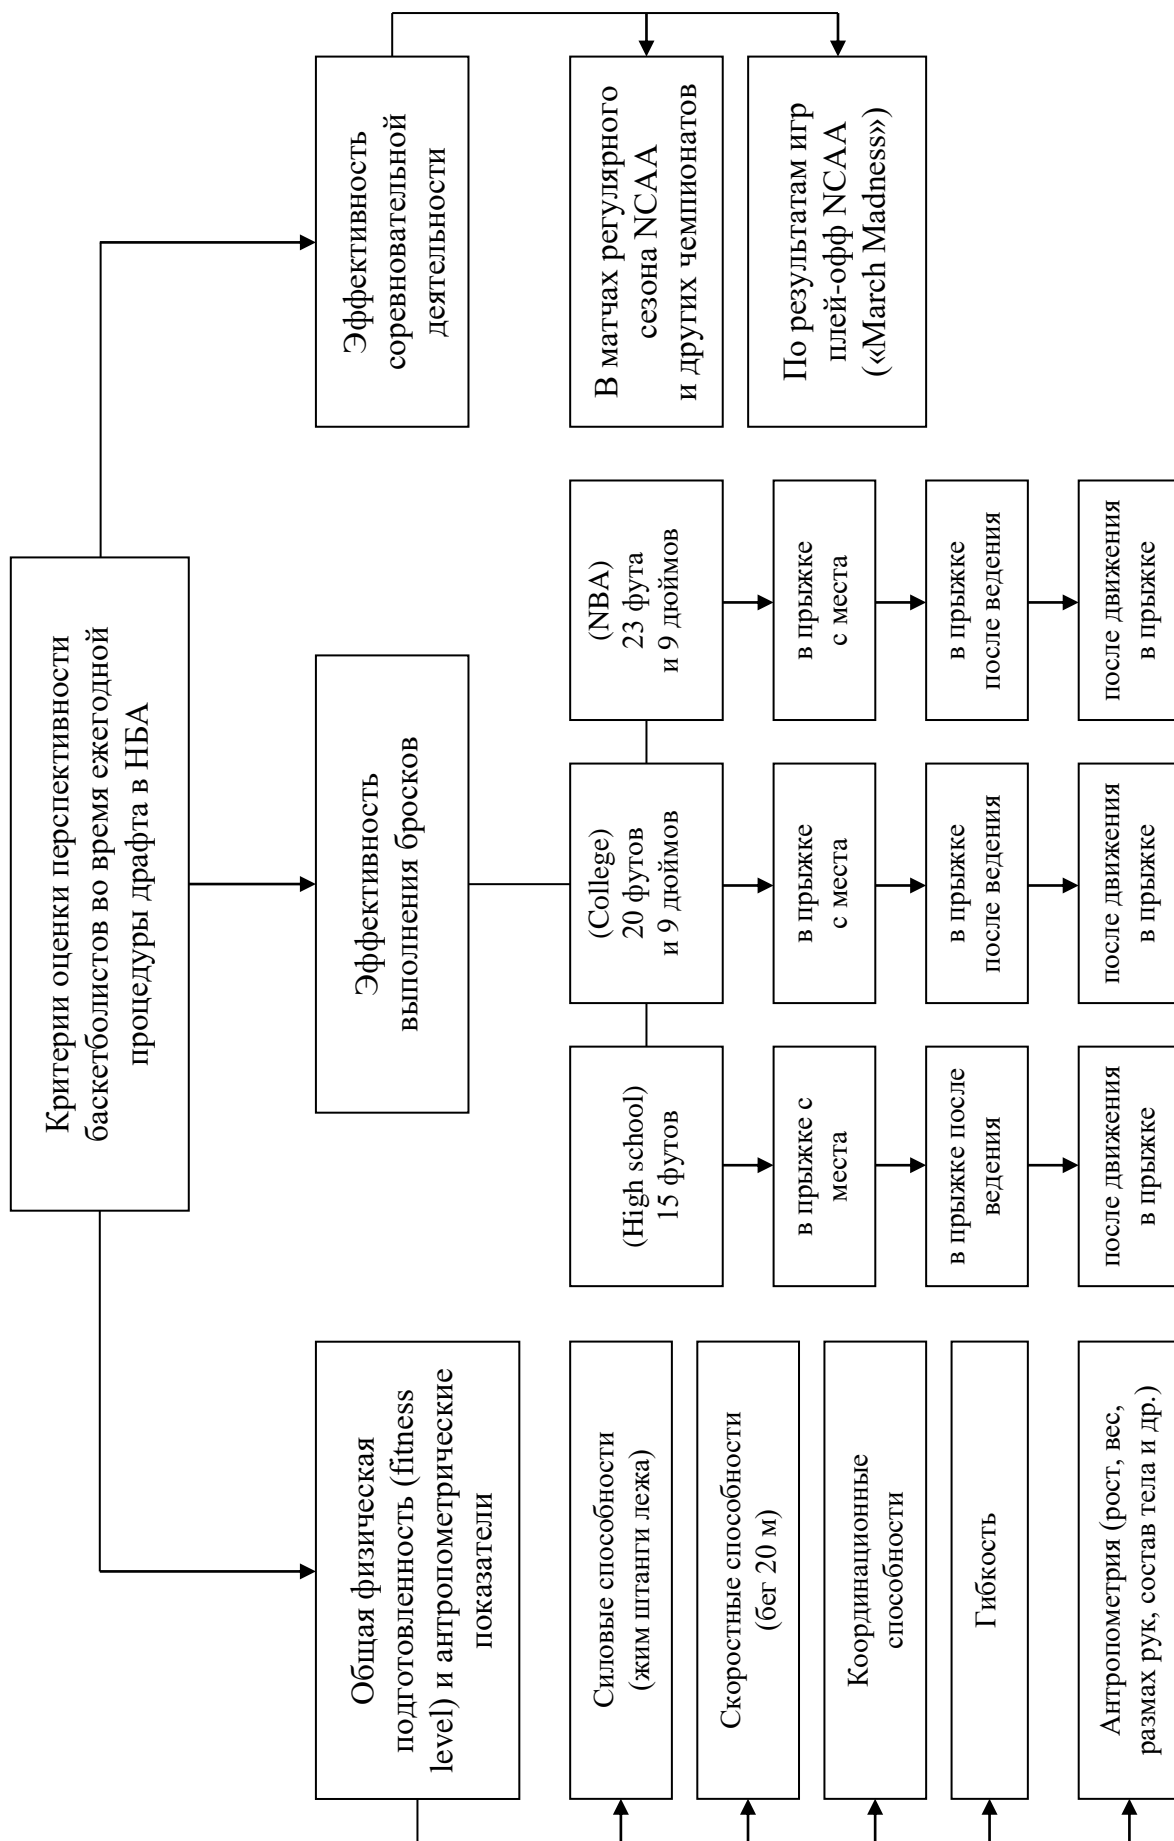 Критерии оценки перспективности
баскетболистов во время ежегодной
процедуры драфта в НБА
Общая физическая
подготовленность (fitness
level) и антропометрические
показатели
Силовые способности
(жим штанги лежа)
Скоростные способности
(бег 20 м)
Координационные
способности
Гибкость
Антропометрия (рост, вес,
размах рук, состав тела и др.)
Эффективность
выполнения бросков
(High school)
15 футов
в прыжке с
места
в прыжке после
ведения
после движения
в прыжке
(College)
20 футов
и 9 дюймов
в прыжке
с места
в прыжке
после ведения
после движения
в прыжке
(NBA)
23 фута
и 9 дюймов
в прыжке
с места
в прыжке
после ведения
после движения
в прыжке
Эффективность
соревновательной
деятельности
В матчах регулярного
сезона NCAA
и других чемпионатов
По результатам игр
плей-офф NCAA
(«March Madness»)